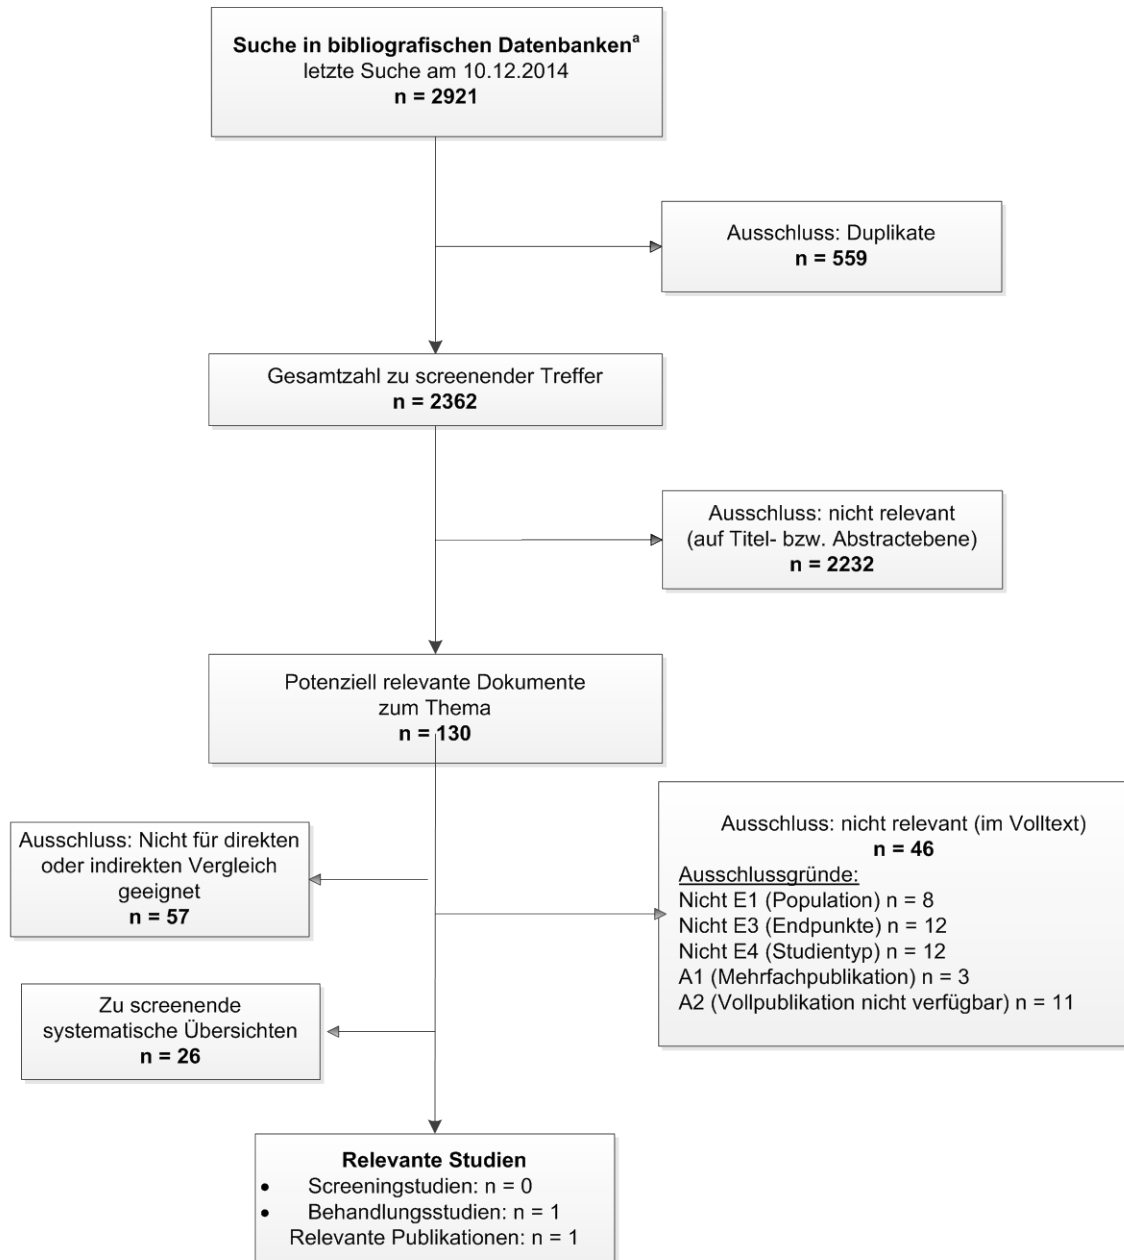 Suche in bibliografischen Datenbankenª
letzte Suche am 10.12.2014
n = 2921
Ausschluss: Duplikate
n = 559
Gesamtzahl zu screenender Treffer
n = 2362
Ausschluss: nicht relevant
(auf Titel- bzw. Abstractebene)
n = 2232
Potenziell relevante Dokumente
zum Thema
n = 130
Ausschluss: Nicht für direkten
oder indirekten Vergleich
geeignet
n = 57
Ausschluss: nicht relevant (im Volltext)
n = 46
Ausschlussgründe:
Nicht E1 (Population) n = 8
Nicht E3 (Endpunkte) n = 12
Nicht E4 (Studientyp) n = 12
A1 (Mehrfachpublikation) n = 3
A2 (Vollpublikation nicht verfügbar) n = 11
Zu screenende
systematische Übersichten
n = 26
Relevante Studien
• Screeningstudien: n = 0
• Behandlungsstudien: n = 1
Relevante Publikationen: n = 1